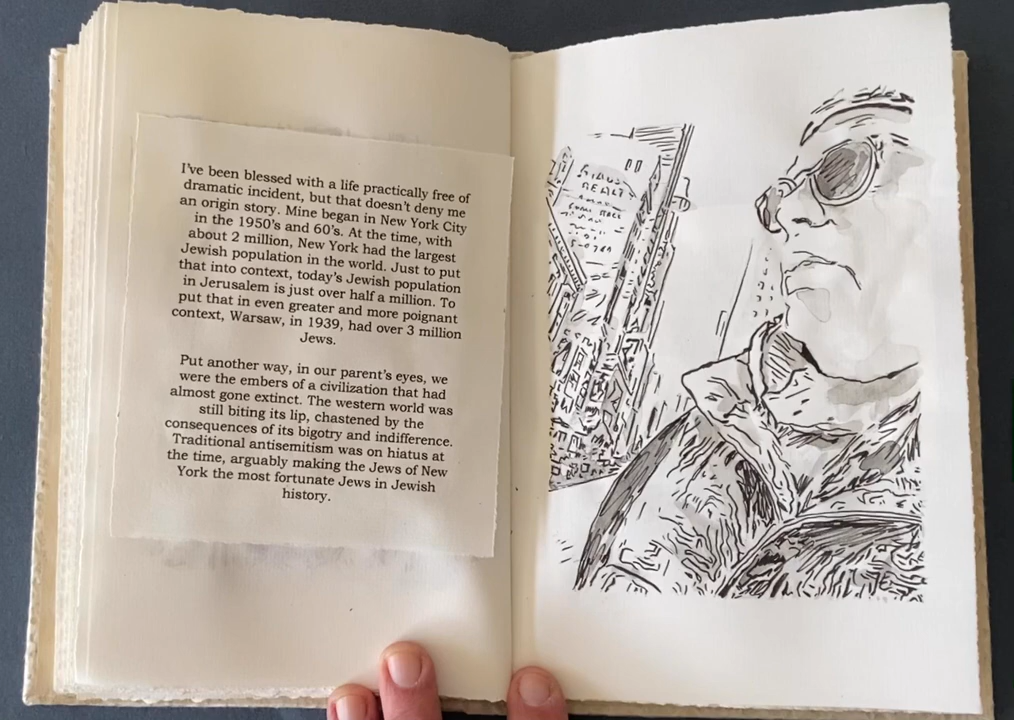 I've been blessed with a life practically free of
dramatic incident, but that doesn't deny me
an origin story. Mine began in New York City
in the 1950's and 60's. At the time, with
about 2 million, New York had the largest
Jewish population in the world. Just to put
that into context, today's Jewish population
in Jerusalem is just over half a million. To
put that in even greater and more poignant
context, Warsaw, in 1939, had over 3 million
Jews.
Put another way, in our parent's eyes, we
were the embers of a civilization that had
almost gone extinct. The western world was
still biting its lip, chastened by the
consequences of its bigotry and indifference.
Traditional antisemitism was on hiatus at
the time, arguably making the Jews of New
York the most fortunate Jews in Jewish
history.
REALTY